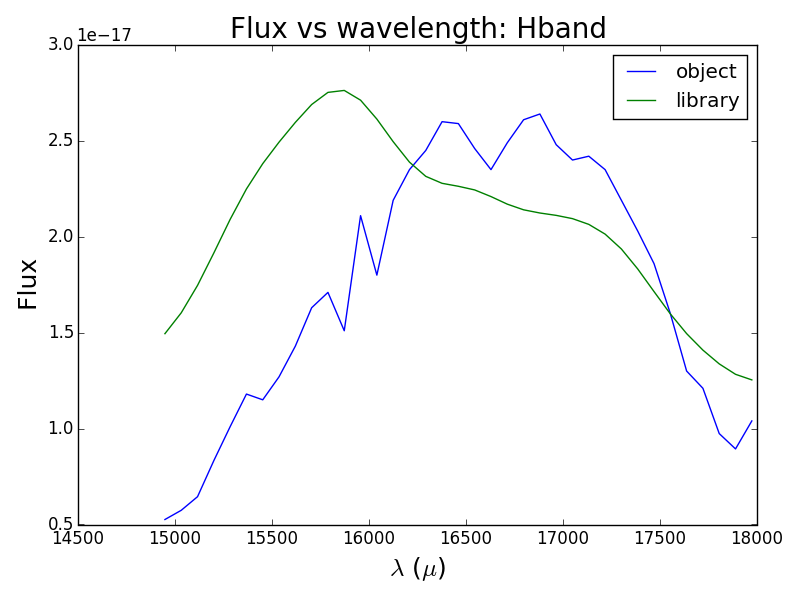 Flux vs wavelength: Hband
1e−17
object
library
3.0
2.5
2.0
1.5
1.0
0.5
Flux
14500 15000 15500 16000 16500 17000 17500 18000
λ (μ)